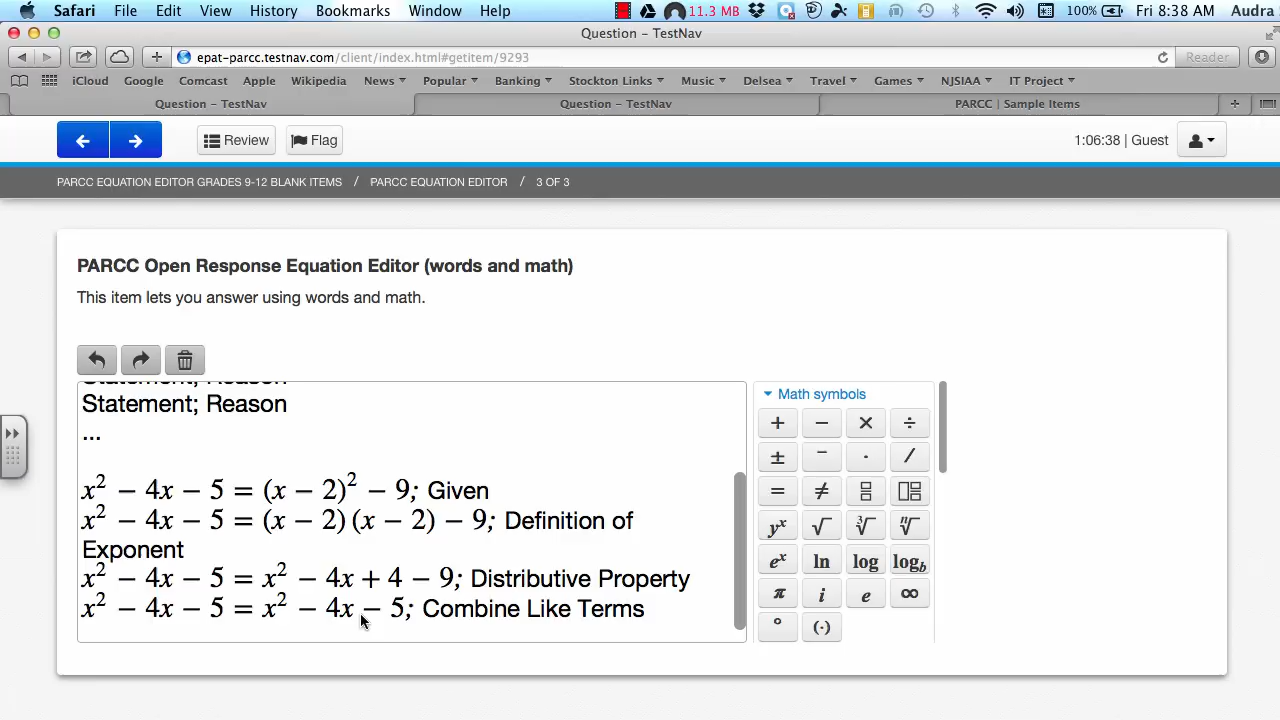 Safari File Edit View History Bookmarks Window Help 11.3 MB 100% Fri 8:38 AM Audra
Question – TestNav
epat-parcc.testnav.com/client/index.html#getitem/9293 Reader
iCloud Google Comcast Apple Wikipedia News Popular Banking Stockton Links Music Delsea Travel Games NJSIAA IT Project
Question – TestNav Question – TestNav PARCC | Sample Items
Review Flag 1:06:38 | Guest
PARCC EQUATION EDITOR GRADES 9-12 BLANK ITEMS / PARCC EQUATION EDITOR / 3 OF 3
PARCC Open Response Equation Editor (words and math)
This item lets you answer using words and math.
Statement; Reason
Statement; Reason
...
x² − 4x − 5 = (x − 2)² − 9; Given
x² − 4x − 5 = (x − 2)(x − 2) − 9; Definition of
Exponent
x² − 4x − 5 = x² − 4x + 4 − 9; Distributive Property
x² − 4x − 5 = x² − 4x − 5; Combine Like Terms
Math symbols
+ − × ÷
± − · /
= ≠
yˣ √ ∛ ⁿ√
eˣ ln log log_b
π i e ∞
° (·)